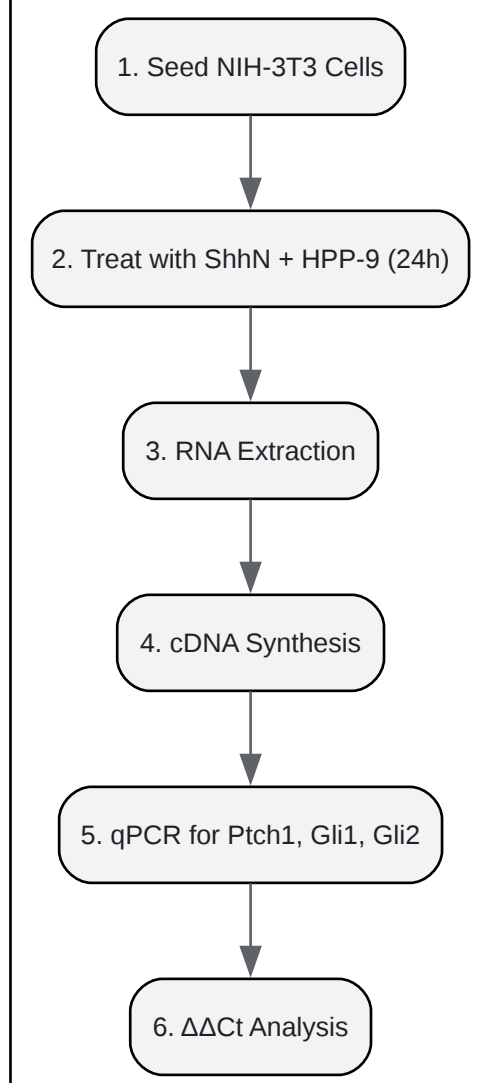 1. Seed NIH-3T3 Cells
2. Treat with ShhN + HPP-9 (24h)
3. RNA Extraction
4. cDNA Synthesis
5. qPCR for Ptch1, Gli1, Gli2
6. ΔΔCt Analysis